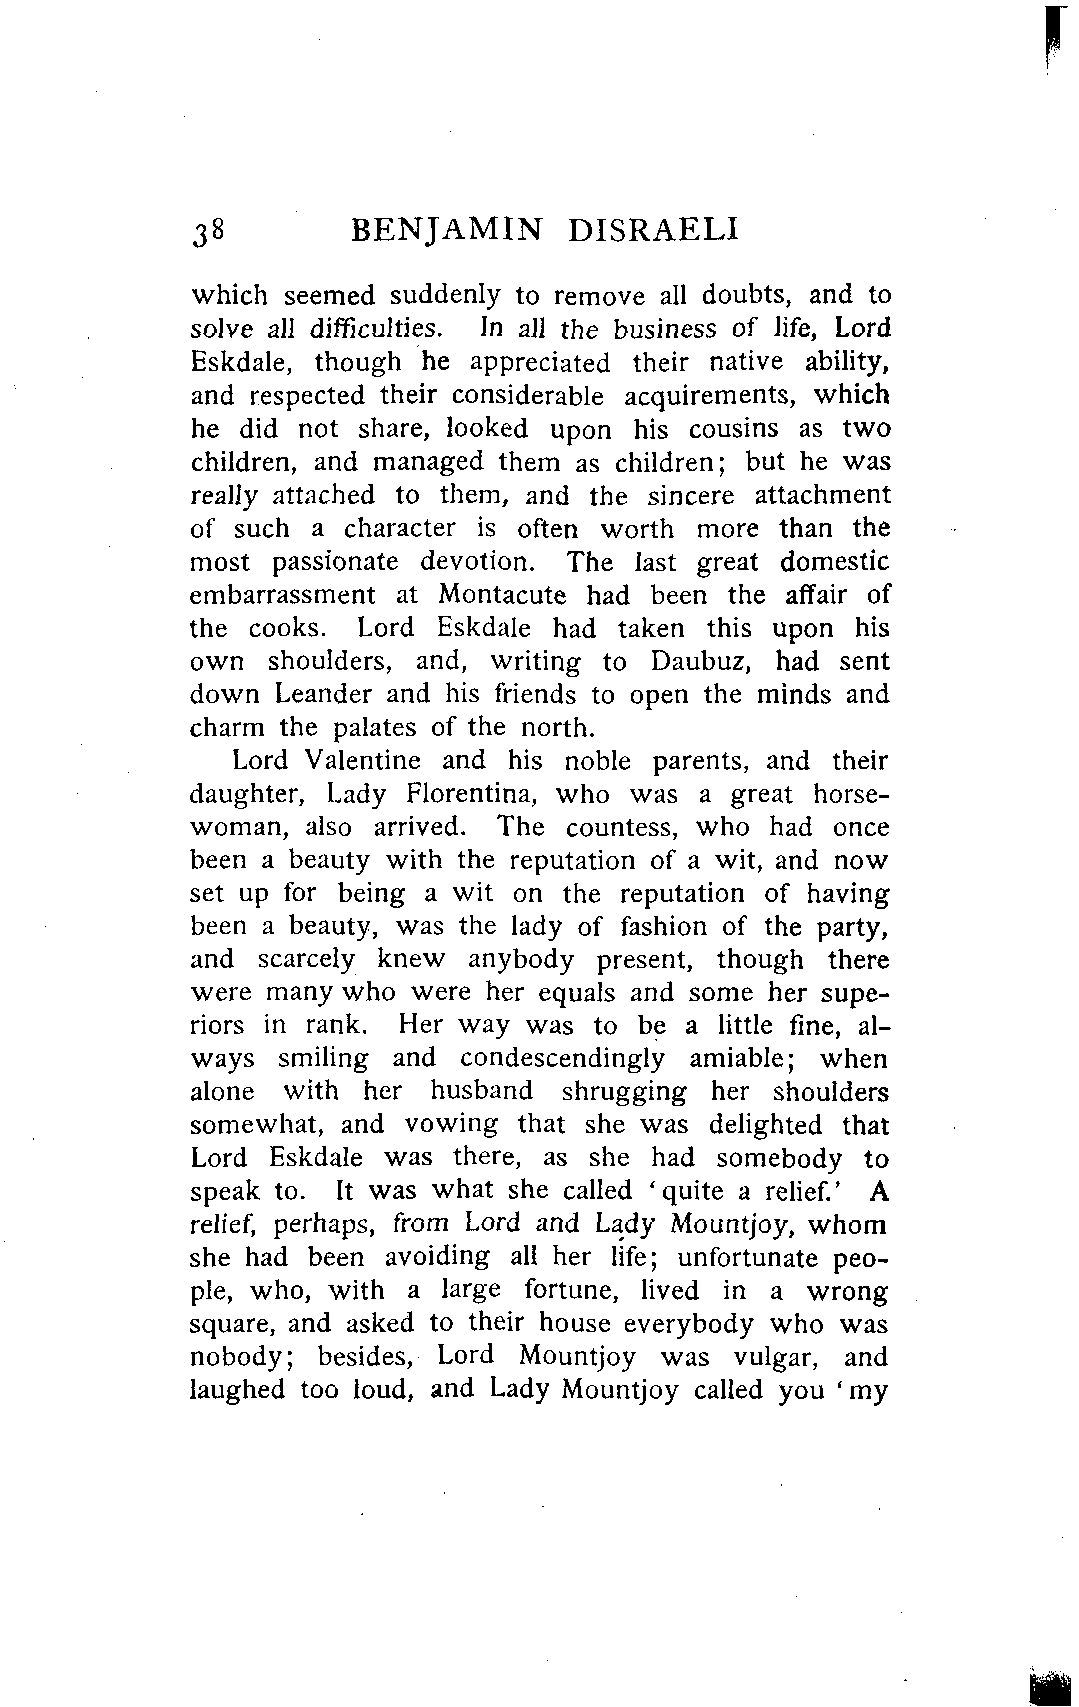 38 BENJAMIN DISRAELI
which seemed suddenly to remove all doubts, and to
solve all difficulties. In all the business of life, Lord
Eskdale, though he appreciated their native ability,
and respected their considerable acquirements, which
he did not share, looked upon his cousins as two
children, and managed them as children; but he was
really attached to them, and the sincere attachment
of such a character is often worth more than the
most passionate devotion. The last great domestic
embarrassment at Montacute had been the affair of
the cooks. Lord Eskdale had taken this upon his
own shoulders, and, writing to Daubuz, had sent
down Leander and his friends to open the minds and
charm the palates of the north.
Lord Valentine and his noble parents, and their
daughter, Lady Florentina, who was a great horse-
woman, also arrived. The countess, who had once
been a beauty with the reputation of a wit, and now
set up for being a wit on the reputation of having
been a beauty, was the lady of fashion of the party,
and scarcely knew anybody present, though there
were many who were her equals and some her supe-
riors in rank. Her way was to be a little fine, al-
ways smiling and condescendingly amiable; when
alone with her husband shrugging her shoulders
somewhat, and vowing that she was delighted that
Lord Eskdale was there, as she had somebody to
speak to. It was what she called ‘quite a relief.’ A
relief, perhaps, from Lord and Lady Mountjoy, whom
she had been avoiding all her life; unfortunate peo-
ple, who, with a large fortune, lived in a wrong
square, and asked to their house everybody who was
nobody; besides, Lord Mountjoy was vulgar, and
laughed too loud, and Lady Mountjoy called you ‘my